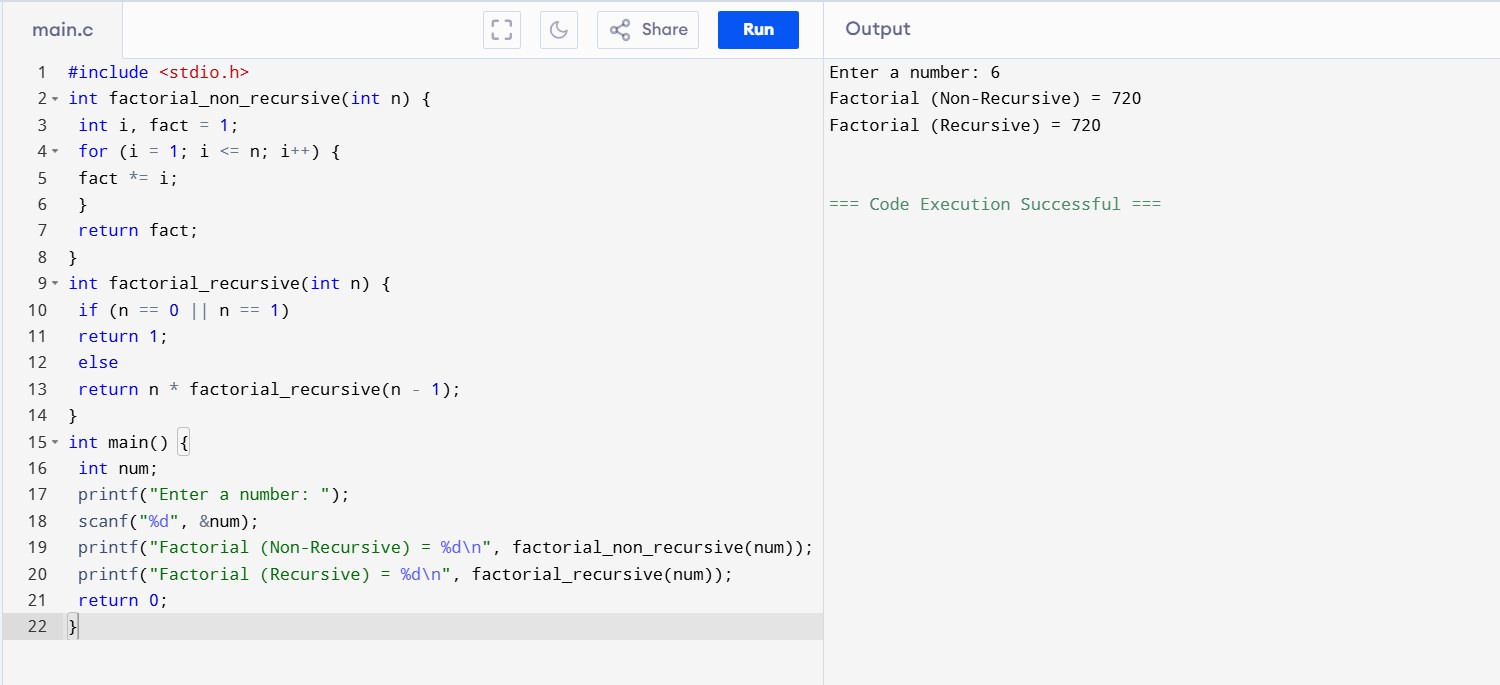 main.c
Share
Run
Output
1 #include <stdio.h>
2 int factorial_non_recursive(int n) {
3 int i, fact = 1;
4 for (i = 1; i <= n; i++) {
5 fact *= i;
6 }
7 return fact;
8 }
9 int factorial_recursive(int n) {
10 if (n == 0 || n == 1)
11 return 1;
12 else
13 return n * factorial_recursive(n - 1);
14 }
15 int main() {
16 int num;
17 printf("Enter a number: ");
18 scanf("%d", &num);
19 printf("Factorial (Non-Recursive) = %d\n", factorial_non_recursive(num));
20 printf("Factorial (Recursive) = %d\n", factorial_recursive(num));
21 return 0;
22 }
Enter a number: 6
Factorial (Non-Recursive) = 720
Factorial (Recursive) = 720
=== Code Execution Successful ===